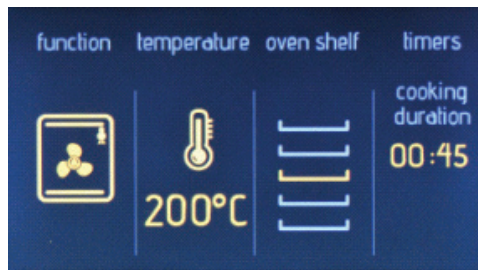 function temperature oven shelf timers
cooking
duration
00:45
200°C